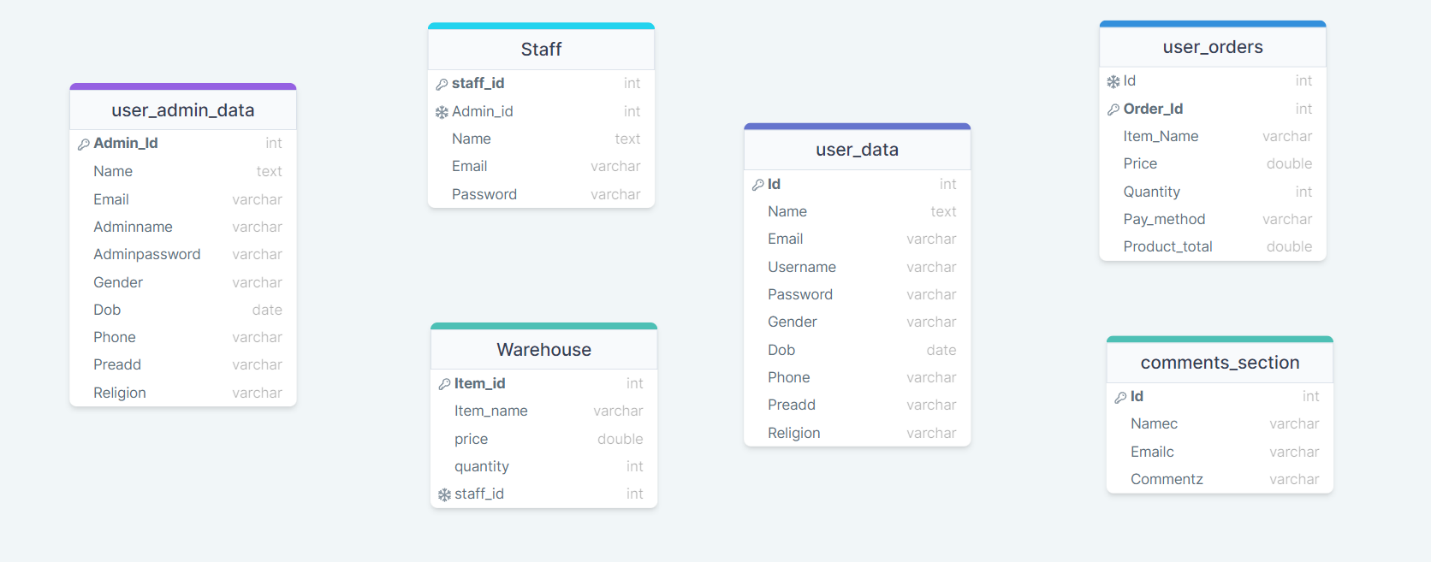 user_admin_data
Admin_Id int
Name text
Email varchar
Adminname varchar
Adminpassword varchar
Gender varchar
Dob date
Phone varchar
Preadd varchar
Religion varchar
Staff
staff_id int
Admin_id int
Name text
Email varchar
Password varchar
Warehouse
Item_id int
Item_name varchar
price double
quantity int
staff_id int
user_data
Id int
Name text
Email varchar
Username varchar
Password varchar
Gender varchar
Dob date
Phone varchar
Preadd varchar
Religion varchar
user_orders
Id int
Order_Id int
Item_Name varchar
Price double
Quantity int
Pay_method varchar
Product_total double
comments_section
Id int
Namec varchar
Emailc varchar
Commentz varchar